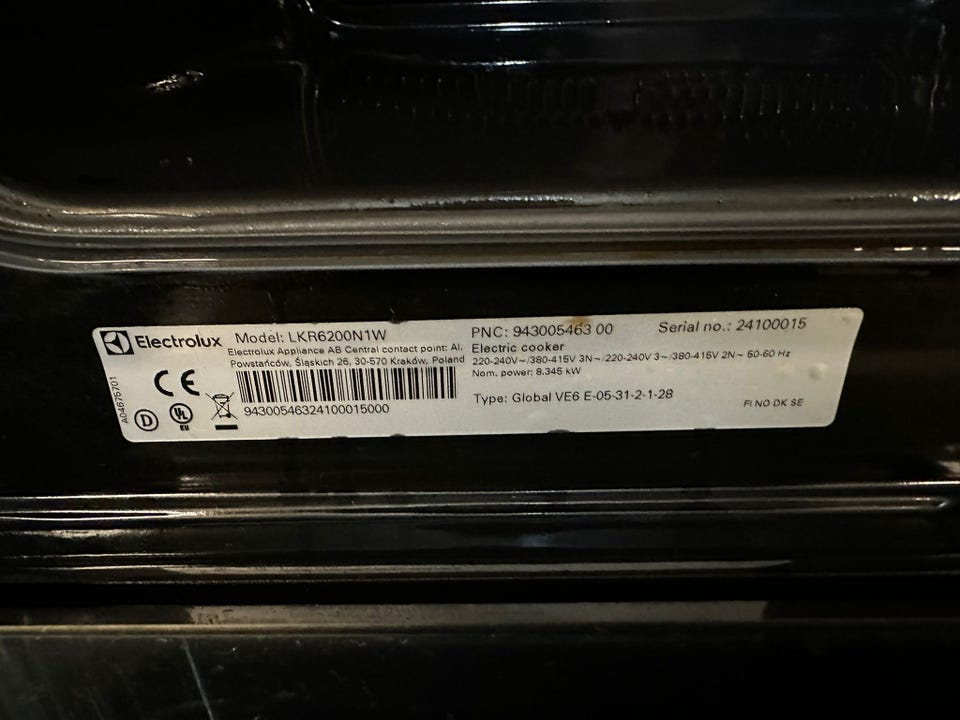 Electrolux
Model: LKR6200N1W
Electrolux Appliance AB Central contact point: Al.
Powstańców, Śląskich 26, 30-570 Kraków, Poland
94300546324100015000
A04675701
CE
D
UL
EU
PNC: 943005463 00
Serial no.: 24100015
Electric cooker
220-240V~/380-415V 3N~/220-240V 3~/380-415V 2N~ 50-60 Hz
Nom. power: 8.345 kW
Type: Global VE6 E-05-31-2-1-28
FI NO DK SE